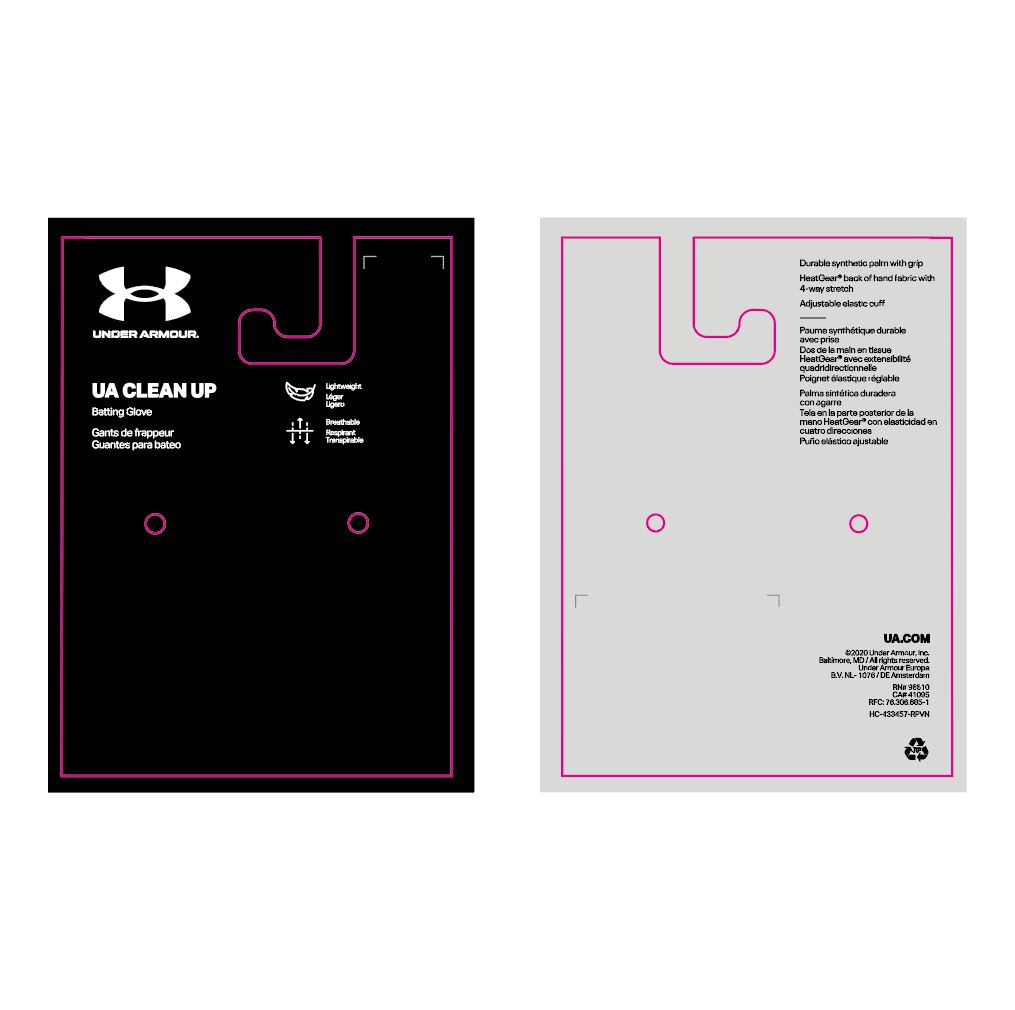 UNDER ARMOUR.
UA CLEAN UP
Batting Glove
Gants de frappeur
Guantes para bateo
Lightweight
Léger
Ligero
Breathable
Respirant
Transpirable
Durable synthetic palm with grip
HeatGear® back of hand fabric with
4-way stretch
Adjustable elastic cuff
Paume synthétique durable
avec prise
Dos de la main en tissue
HeatGear® avec extensibilité
quadridirectionnelle
Poignet élastique réglable
Palma sintética duradera
con agarre
Tela en la parte posterior de la
mano HeatGear® con elasticidad en
cuatro direcciones
Puño elástico ajustable
UA.COM
©2020 Under Armour, Inc.
Baltimore, MD / All rights reserved.
Under Armour Europe
B.V. NL- 1076 / DE Amsterdam
RN# 96510
CA# 41095
RFC: 76.306.685-1
HC-433457-RPVN